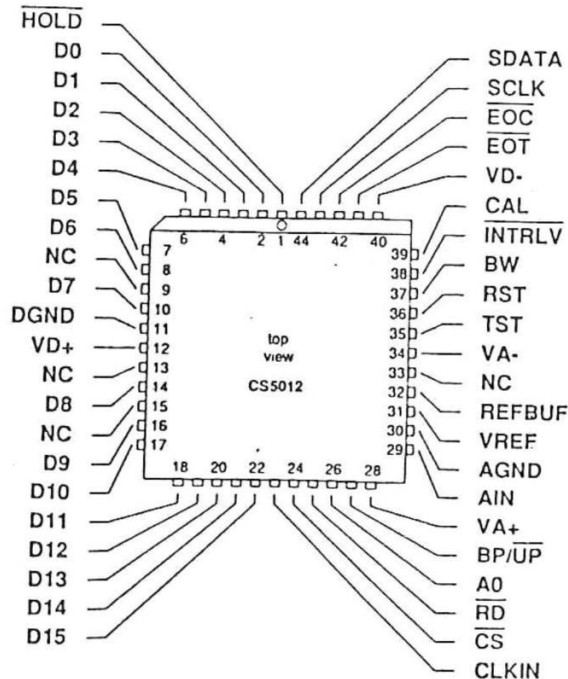 HOLD
D0
D1
D2
D3
D4
D5
D6
NC
D7
DGND
VD+
NC
D8
NC
D9
D10
D11
D12
D13
D14
D15
SDATA
SCLK
EOC
EOT
VD-
CAL
INTRLV
BW
RST
TST
VA-
NC
REFBUF
VREF
AGND
AIN
VA+
BP/UP
A0
RD
CS
CLKIN
6 4 2 1 44 42 40
7
8
9
10
11
12
13
14
15
16
17
39
38
37
36
35
34
33
32
31
30
29
top
view
CS5012
18 20 22 24 26 28